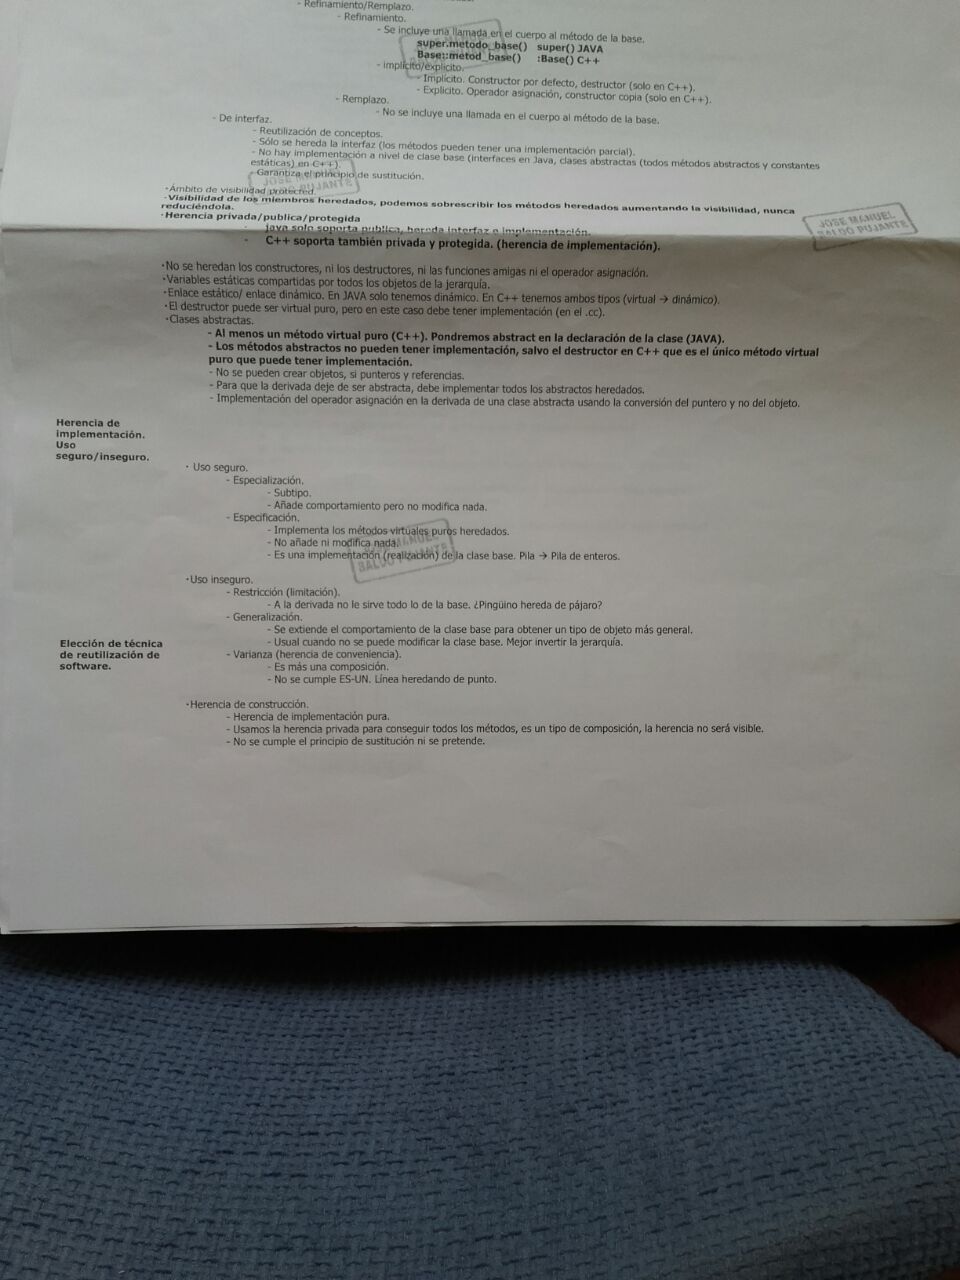 - Refinamiento/Remplazo.
- Refinamiento.
- Se incluye una llamada en el cuerpo al método de la base.
super.metodo_base() super() JAVA
Base::metod_base() :Base() C++
- implícito/explícito.
- Implícito. Constructor por defecto, destructor (solo en C++).
- Explícito. Operador asignación, constructor copia (solo en C++).
- Remplazo.
- No se incluye una llamada en el cuerpo al método de la base.
- De interfaz.
- Reutilización de conceptos.
- Sólo se hereda la interfaz (los métodos pueden tener una implementación parcial).
- No hay implementación a nivel de clase base (interfaces en Java, clases abstractas (todos métodos abstractos y constantes
estáticas) en C++).
- Garantiza el principio de sustitución.
JOSE MANUEL
SALDO PUJANTE
·Ámbito de visibilidad protected.
·Visibilidad de los miembros heredados, podemos sobrescribir los métodos heredados aumentando la visibilidad, nunca
reduciéndola.
JOSE MANUEL
SALDO PUJANTE
·Herencia privada/publica/protegida
- java solo soporta publica, hereda interfaz e implementación.
- C++ soporta también privada y protegida. (herencia de implementación).
·No se heredan los constructores, ni los destructores, ni las funciones amigas ni el operador asignación.
·Variables estáticas compartidas por todos los objetos de la jerarquía.
·Enlace estático/ enlace dinámico. En JAVA solo tenemos dinámico. En C++ tenemos ambos tipos (virtual → dinámico).
·El destructor puede ser virtual puro, pero en este caso debe tener implementación (en el .cc).
·Clases abstractas.
- Al menos un método virtual puro (C++). Pondremos abstract en la declaración de la clase (JAVA).
- Los métodos abstractos no pueden tener implementación, salvo el destructor en C++ que es el único método virtual
puro que puede tener implementación.
- No se pueden crear objetos, si punteros y referencias.
- Para que la derivada deje de ser abstracta, debe implementar todos los abstractos heredados.
- Implementación del operador asignación en la derivada de una clase abstracta usando la conversión del puntero y no del objeto.
Herencia de
implementación.
Uso
seguro/inseguro.
· Uso seguro.
- Especialización.
- Subtipo.
- Añade comportamiento pero no modifica nada.
- Especificación.
- Implementa los métodos virtuales puros heredados.
- No añade ni modifica nada.
- Es una implementación (realización) de la clase base. Pila → Pila de enteros.
JOSE MANUEL
SALDO PUJANTE
·Uso inseguro.
- Restricción (limitación).
- A la derivada no le sirve todo lo de la base. ¿Pingüino hereda de pájaro?
- Generalización.
- Se extiende el comportamiento de la clase base para obtener un tipo de objeto más general.
- Usual cuando no se puede modificar la clase base. Mejor invertir la jerarquía.
- Varianza (herencia de conveniencia).
- Es más una composición.
- No se cumple ES-UN. Línea heredando de punto.
Elección de técnica
de reutilización de
software.
·Herencia de construcción.
- Herencia de implementación pura.
- Usamos la herencia privada para conseguir todos los métodos, es un tipo de composición, la herencia no será visible.
- No se cumple el principio de sustitución ni se pretende.